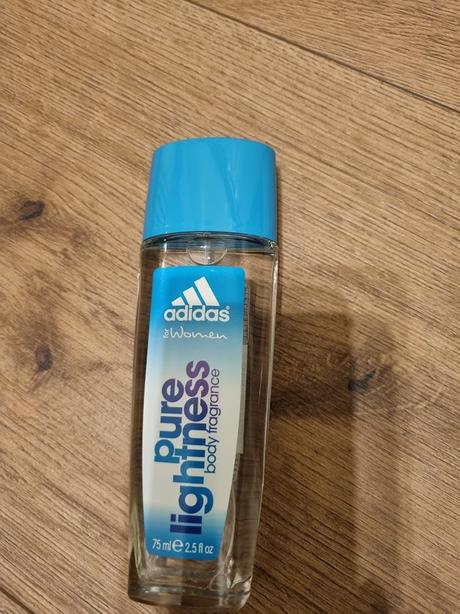 adidas
for Women
pure
lightness
body fragrance
75 ml e 2.5 fl oz